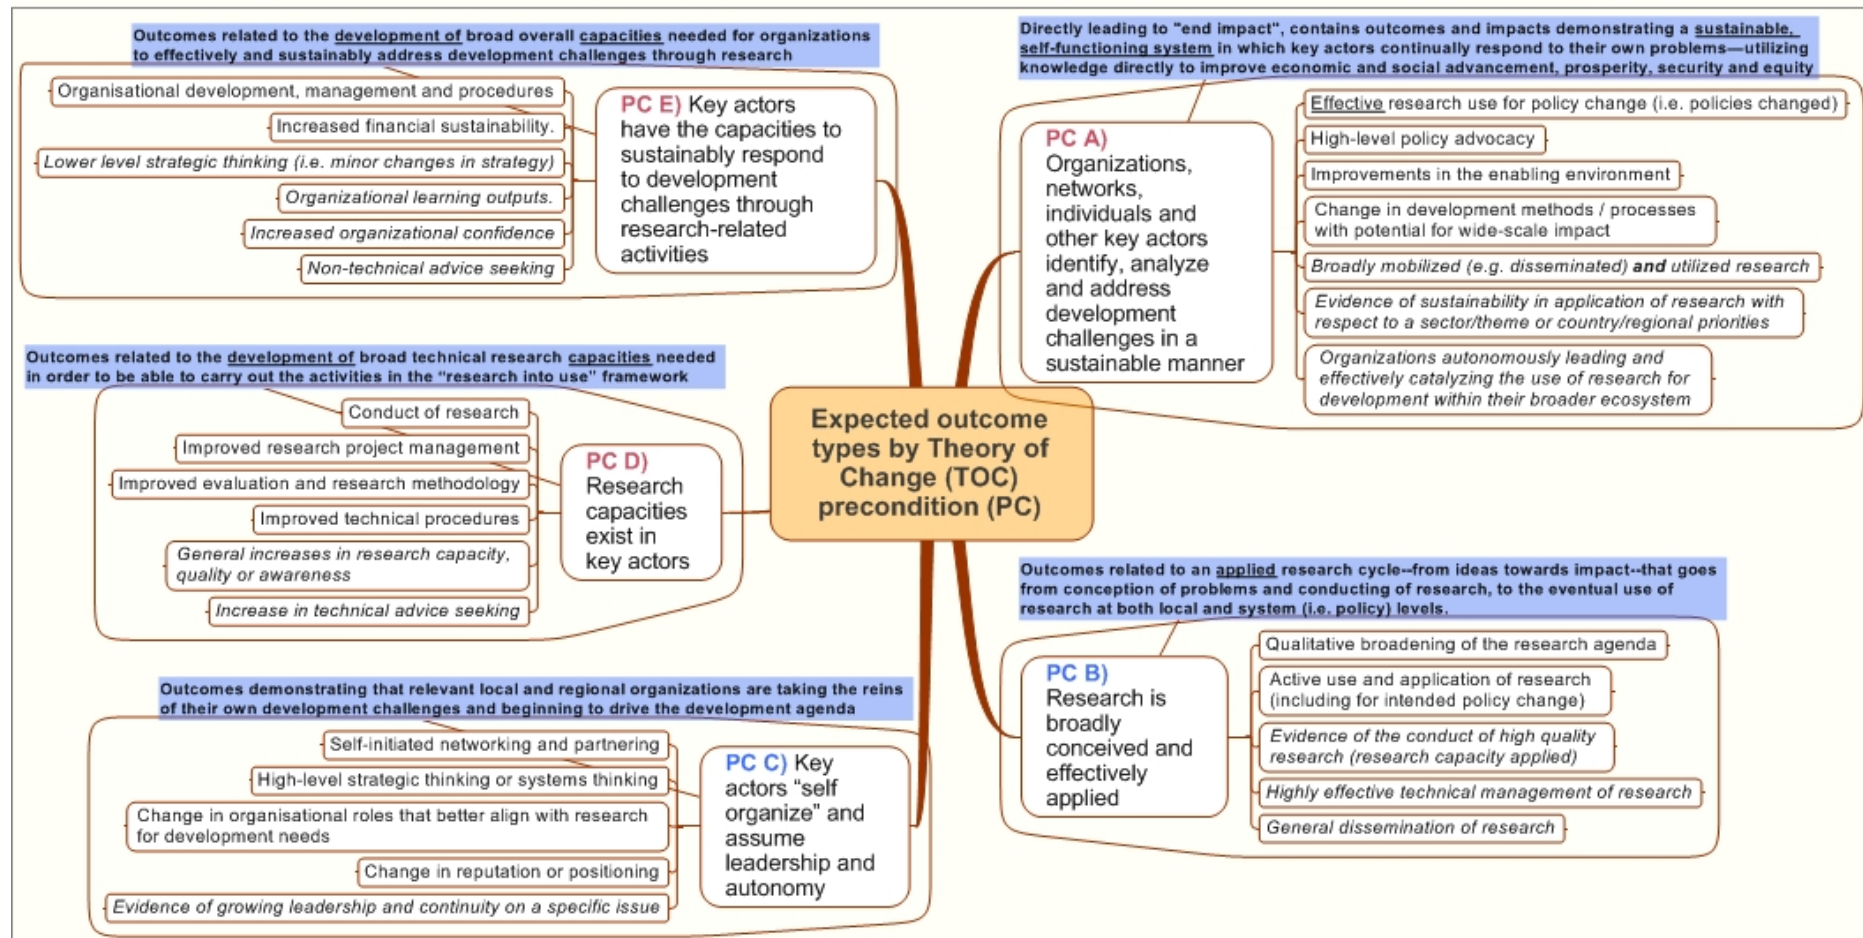 Outcomes related to the development of broad overall capacities needed for organizations
to effectively and sustainably address development challenges through research
Organisational development, management and procedures
Increased financial sustainability.
Lower level strategic thinking (i.e. minor changes in strategy)
Organizational learning outputs.
Increased organizational confidence
Non-technical advice seeking
PC E) Key actors
have the capacities to
sustainably respond
to development
challenges through
research-related
activities
Directly leading to "end impact", contains outcomes and impacts demonstrating a sustainable,
self-functioning system in which key actors continually respond to their own problems—utilizing
knowledge directly to improve economic and social advancement, prosperity, security and equity
PC A)
Organizations,
networks,
individuals and
other key actors
identify, analyze
and address
development
challenges in a
sustainable manner
Effective research use for policy change (i.e. policies changed)
High-level policy advocacy
Improvements in the enabling environment
Change in development methods / processes
with potential for wide-scale impact
Broadly mobilized (e.g. disseminated) and utilized research
Evidence of sustainability in application of research with
respect to a sector/theme or country/regional priorities
Organizations autonomously leading and
effectively catalyzing the use of research for
development within their broader ecosystem
Outcomes related to the development of broad technical research capacities needed
in order to be able to carry out the activities in the “research into use” framework
Conduct of research
Improved research project management
Improved evaluation and research methodology
Improved technical procedures
General increases in research capacity,
quality or awareness
Increase in technical advice seeking
PC D)
Research
capacities
exist in
key actors
Expected outcome
types by Theory of
Change (TOC)
precondition (PC)
Outcomes related to an applied research cycle--from ideas towards impact--that goes
from conception of problems and conducting of research, to the eventual use of
research at both local and system (i.e. policy) levels.
PC B)
Research is
broadly
conceived and
effectively
applied
Qualitative broadening of the research agenda
Active use and application of research
(including for intended policy change)
Evidence of the conduct of high quality
research (research capacity applied)
Highly effective technical management of research
General dissemination of research
Outcomes demonstrating that relevant local and regional organizations are taking the reins
of their own development challenges and beginning to drive the development agenda
Self-initiated networking and partnering
High-level strategic thinking or systems thinking
Change in organisational roles that better align with research
for development needs
Change in reputation or positioning
Evidence of growing leadership and continuity on a specific issue
PC C) Key
actors “self
organize” and
assume
leadership and
autonomy